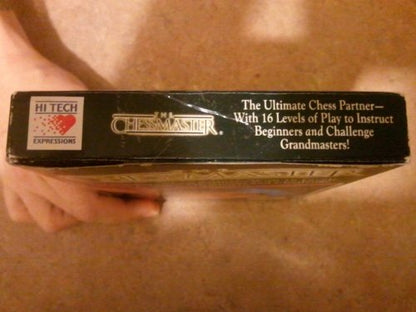 HI TECH
EXPRESSIONS
THE
CHESSMASTER®
The Ultimate Chess Partner—
With 16 Levels of Play to Instruct
Beginners and Challenge
Grandmasters!